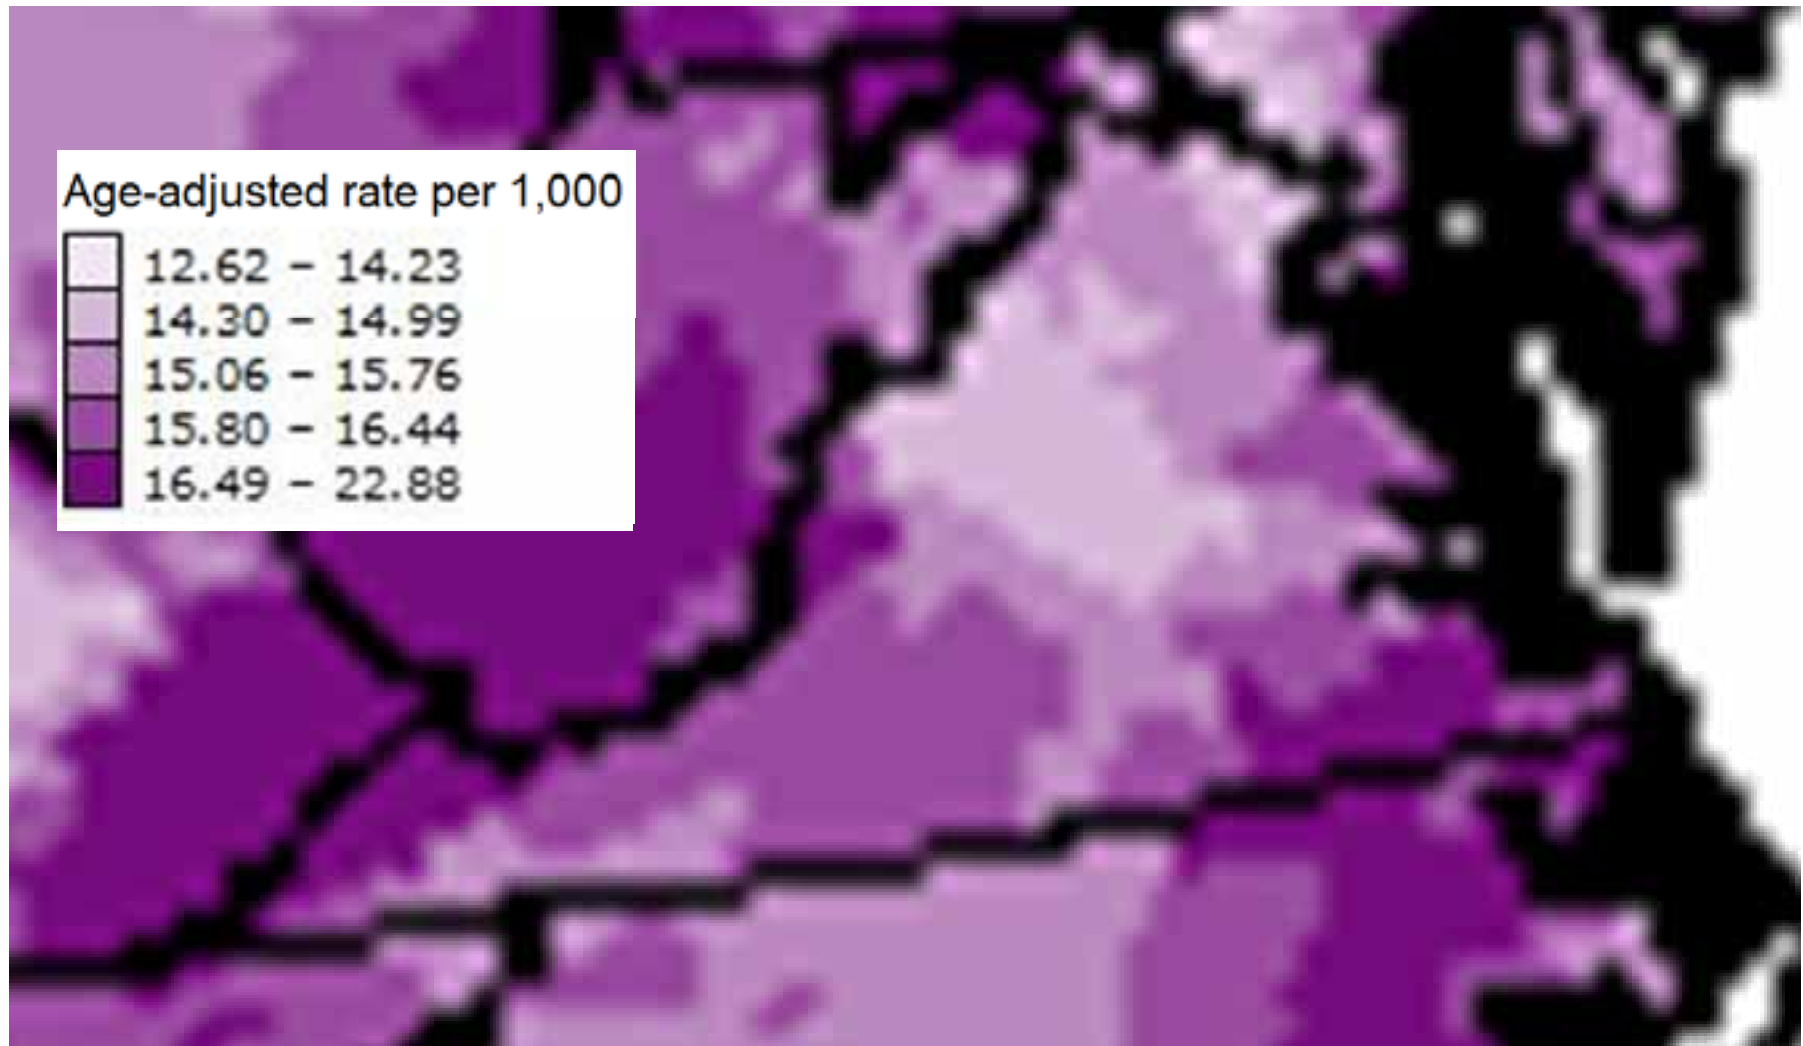 Age-adjusted rate per 1,000
12.62 – 14.23
14.30 – 14.99
15.06 – 15.76
15.80 – 16.44
16.49 – 22.88